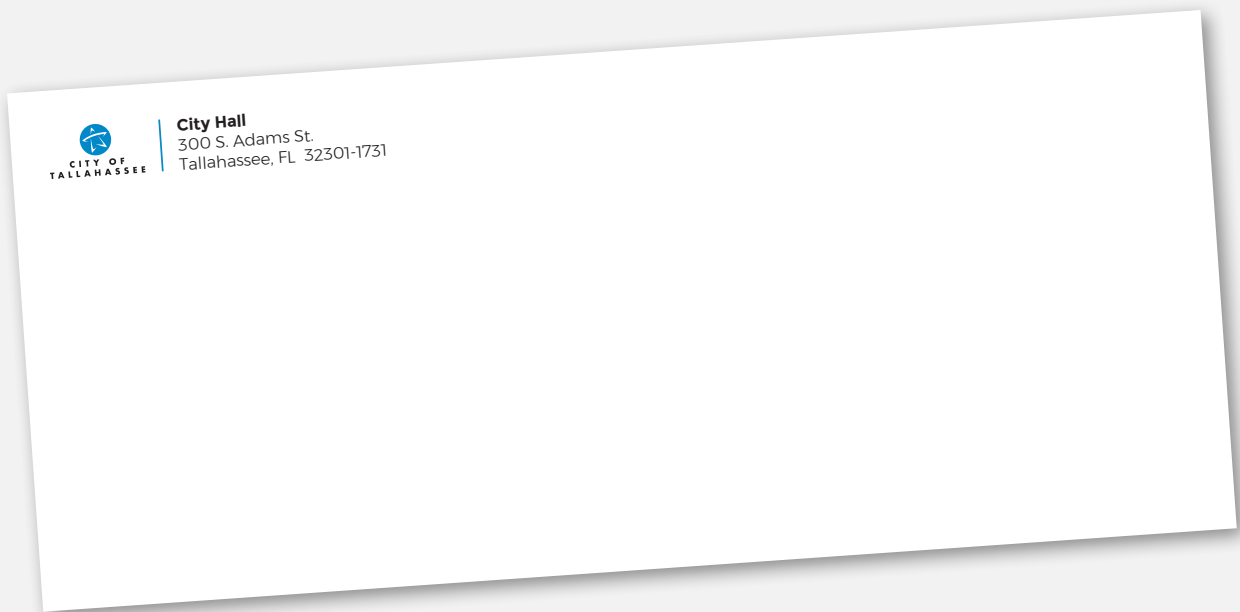 CITY OF
TALLAHASSEE
City Hall
300 S. Adams St.
Tallahassee, FL  32301-1731